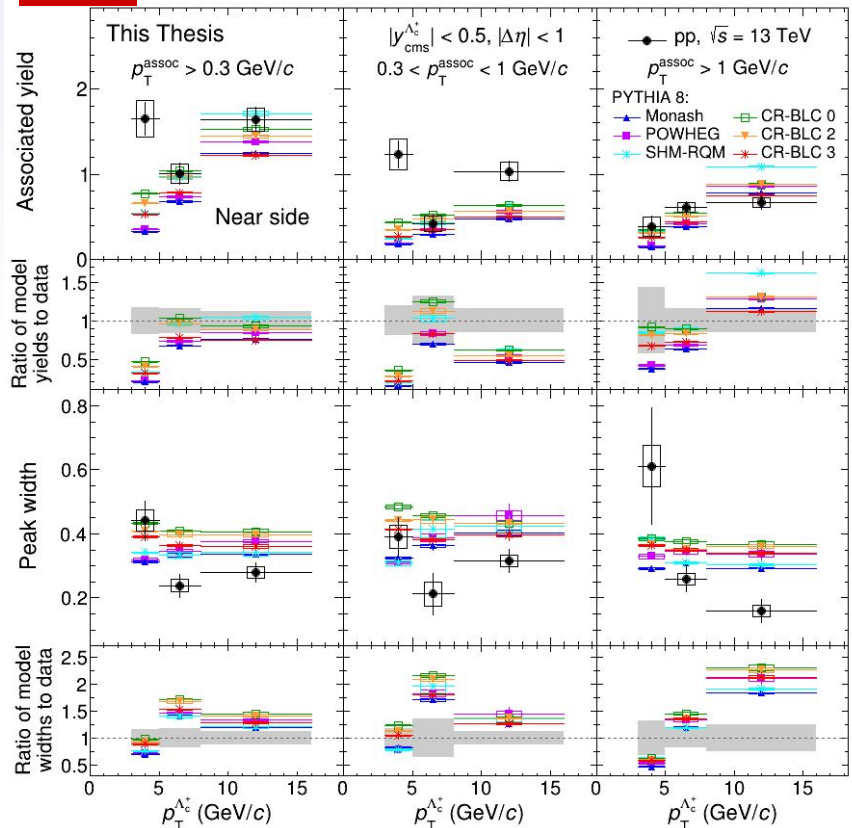 This Thesis
p_T^assoc > 0.3 GeV/c
Near side
|y_cms^Λc+| < 0.5, |Δη| < 1
0.3 < p_T^assoc < 1 GeV/c
pp, √s = 13 TeV
p_T^assoc > 1 GeV/c
PYTHIA 8:
Monash
POWHEG
SHM-RQM
CR-BLC 0
CR-BLC 2
CR-BLC 3
Associated yield
2
1
0
Ratio of model
yields to data
1.5
1
0.5
Peak width
0.8
0.6
0.4
0.2
Ratio of model
widths to data
2.5
2
1.5
1
0.5
0 5 10 15 0 5 10 15 0 5 10 15
p_T^Λc+ (GeV/c) p_T^Λc+ (GeV/c) p_T^Λc+ (GeV/c)